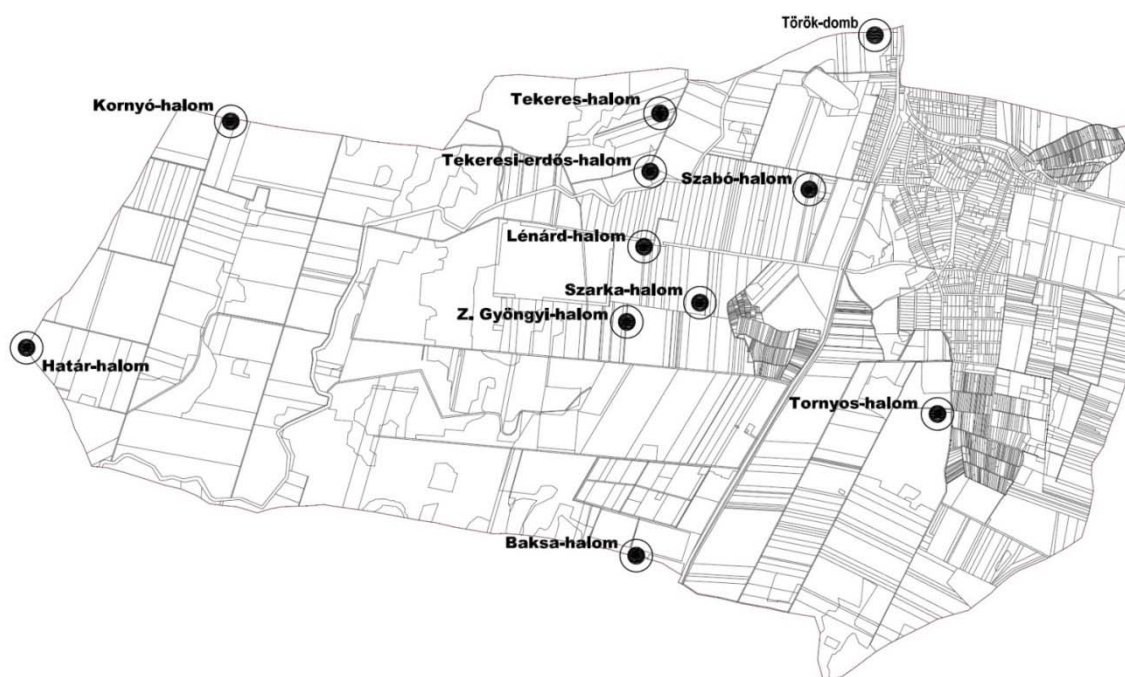 Török-domb
Kornyó-halom
Tekeres-halom
Tekeresi-erdős-halom
Szabó-halom
Lénárd-halom
Szarka-halom
Z. Gyöngyi-halom
Határ-halom
Tornyos-halom
Baksa-halom